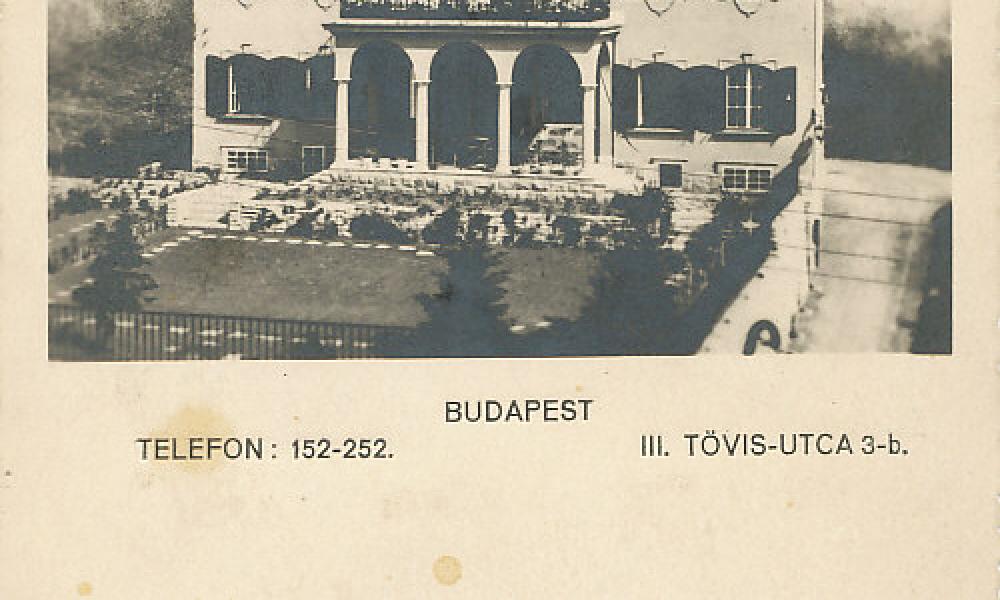 BUDAPEST
TELEFON: 152-252. III. TÖVIS-UTCA 3-b.